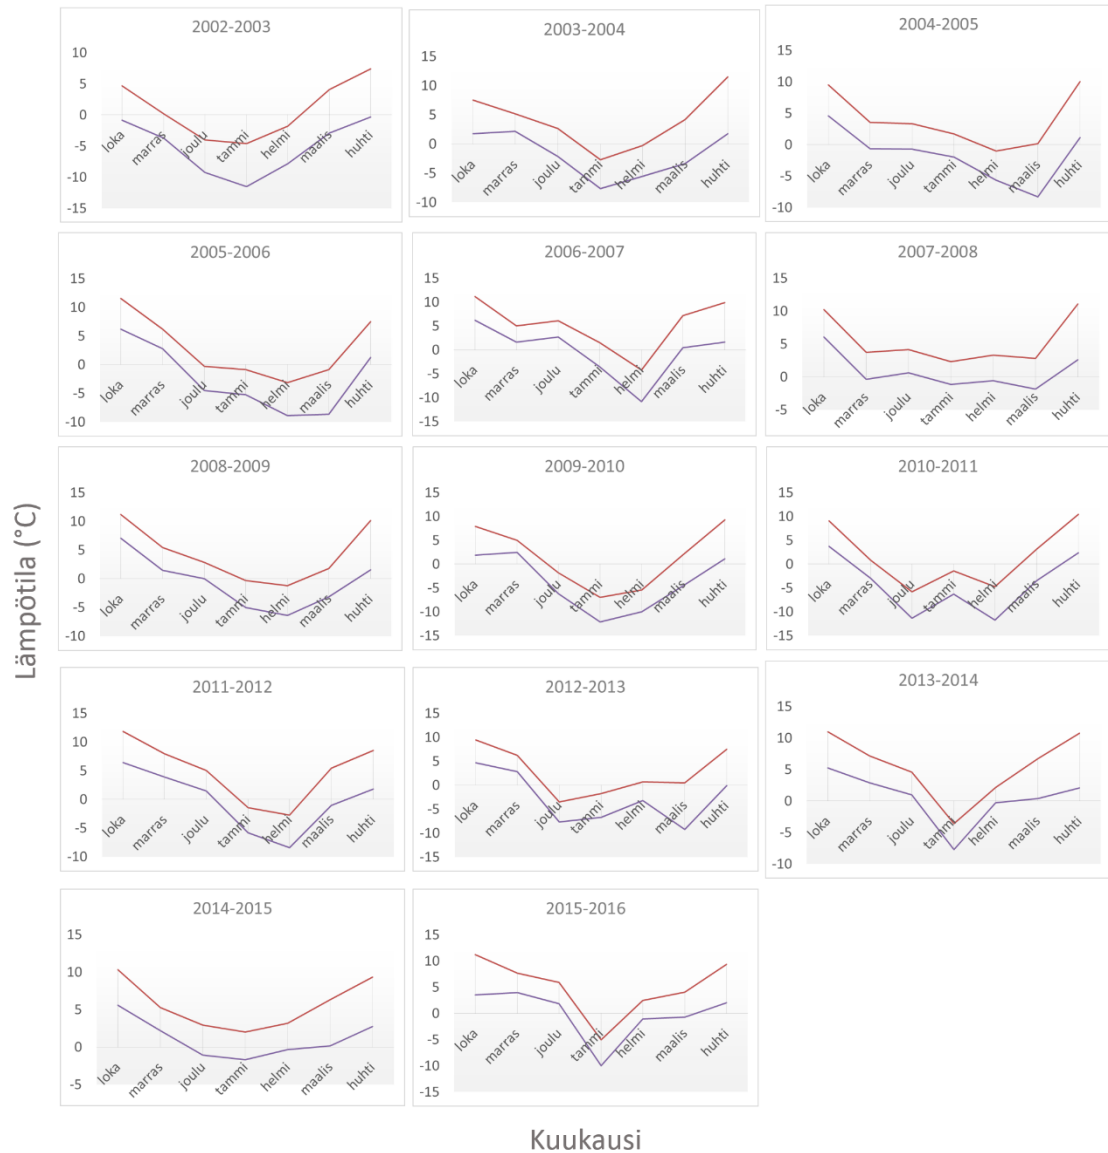 2002-2003
10
5
0
-5
-10
-15
loka
marras
joulu
tammi
helmi
maalis
huhti
2003-2004
15
10
5
0
-5
-10
loka
marras
joulu
tammi
helmi
maalis
huhti
2004-2005
15
10
5
0
-5
-10
loka
marras
joulu
tammi
helmi
maalis
huhti
2005-2006
15
10
5
0
-5
-10
loka
marras
joulu
tammi
helmi
maalis
huhti
2006-2007
15
10
5
0
-5
-10
-15
loka
marras
joulu
tammi
helmi
maalis
huhti
2007-2008
15
10
5
0
-5
loka
marras
joulu
tammi
helmi
maalis
huhti
Lämpötila (°C)
2008-2009
15
10
5
0
-5
-10
loka
marras
joulu
tammi
helmi
maalis
huhti
2009-2010
15
10
5
0
-5
-10
-15
loka
marras
joulu
tammi
helmi
maalis
huhti
2010-2011
15
10
5
0
-5
-10
-15
loka
marras
joulu
tammi
helmi
maalis
huhti
2011-2012
15
10
5
0
-5
-10
loka
marras
joulu
tammi
helmi
maalis
huhti
2012-2013
15
10
5
0
-5
-10
-15
loka
marras
joulu
tammi
helmi
maalis
huhti
2013-2014
15
10
5
0
-5
-10
loka
marras
joulu
tammi
helmi
maalis
huhti
2014-2015
15
10
5
0
-5
loka
marras
joulu
tammi
helmi
maalis
huhti
2015-2016
15
10
5
0
-5
-10
-15
loka
marras
joulu
tammi
helmi
maalis
huhti
Kuukausi